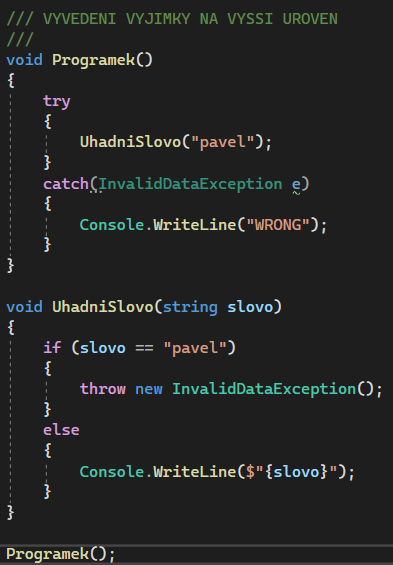 /// VYVEDENI VYJIMKY NA VYSSI UROVEN
///
void Programek()
{
    try
    {
        UhadniSlovo("pavel");
    }
    catch(InvalidDataException e)
    {
        Console.WriteLine("WRONG");
    }
}

void UhadniSlovo(string slovo)
{
    if (slovo == "pavel")
    {
        throw new InvalidDataException();
    }
    else
    {
        Console.WriteLine($"{slovo}");
    }
}

Programek();